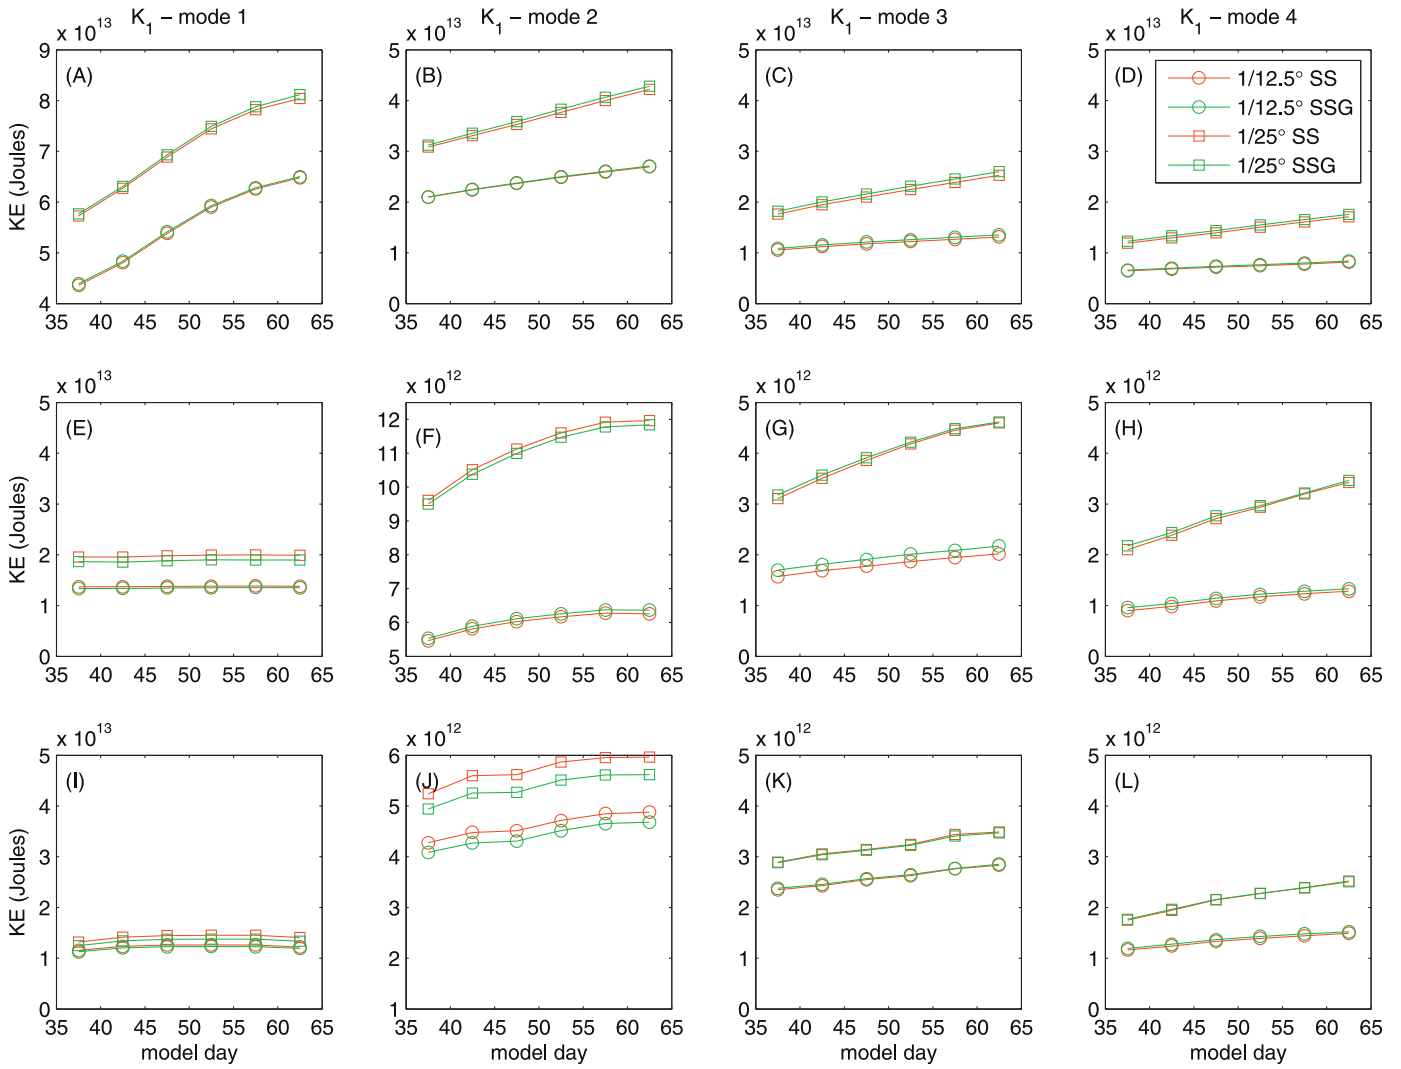 K1 – mode 1
K1 – mode 2
K1 – mode 3
K1 – mode 4
x 10^13
9
8
7
6
5
4
KE (Joules)
(A)
35 40 45 50 55 60 65
x 10^13
5
4
3
2
1
0
(B)
35 40 45 50 55 60 65
x 10^13
5
4
3
2
1
0
(C)
35 40 45 50 55 60 65
x 10^13
5
4
3
2
1
0
(D)
1/12.5° SS
1/12.5° SSG
1/25° SS
1/25° SSG
35 40 45 50 55 60 65
x 10^13
5
4
3
2
1
0
KE (Joules)
(E)
35 40 45 50 55 60 65
x 10^12
12
11
10
9
8
7
6
5
(F)
35 40 45 50 55 60 65
x 10^12
5
4
3
2
1
0
(G)
35 40 45 50 55 60 65
x 10^12
5
4
3
2
1
0
(H)
35 40 45 50 55 60 65
x 10^13
5
4
3
2
1
0
KE (Joules)
(I)
35 40 45 50 55 60 65
model day
x 10^12
6
5
4
3
2
1
(J)
35 40 45 50 55 60 65
model day
x 10^12
5
4
3
2
1
0
(K)
35 40 45 50 55 60 65
model day
x 10^12
5
4
3
2
1
0
(L)
35 40 45 50 55 60 65
model day